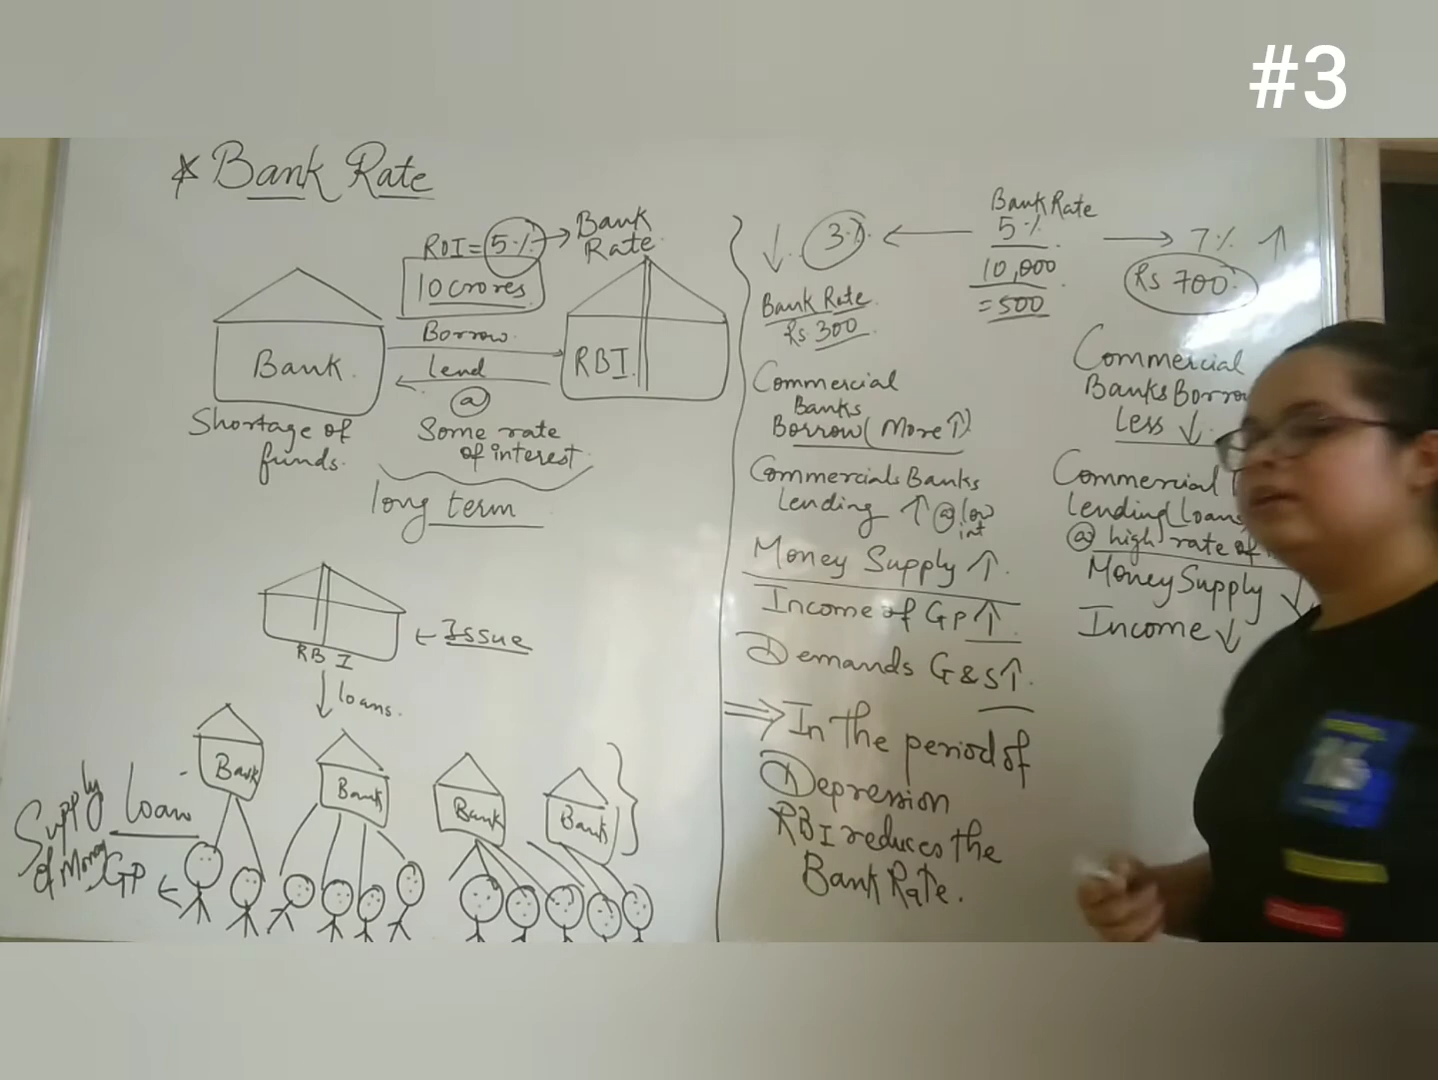 #3
* Bank Rate
ROI = 5% → Bank Rate
10 crores
Borrow
lend
@
Some rate
of interest
long term
Bank
Shortage of
funds.
RBI
RBI
← Issue
loans.
Bank
Bank
Bank
Bank
loan
Supply
of Money
GP
Bank Rate
5%
10,000
= 500
3%
↓ Bank Rate
Rs 300
Commercial
Banks
Borrow (More ↑)
Commercials Banks
lending ↑ @ low
int
Money Supply ↑.
Income of GP ↑
Demands G & S ↑.
⇒ In the period of
Depression
RBI reduces the
Bank Rate.
7% ↑
Rs 700
Commercial
Banks Borrow
less ↓.
Commercial
lending loans
@ high rate of
Money Supply ↓
Income ↓